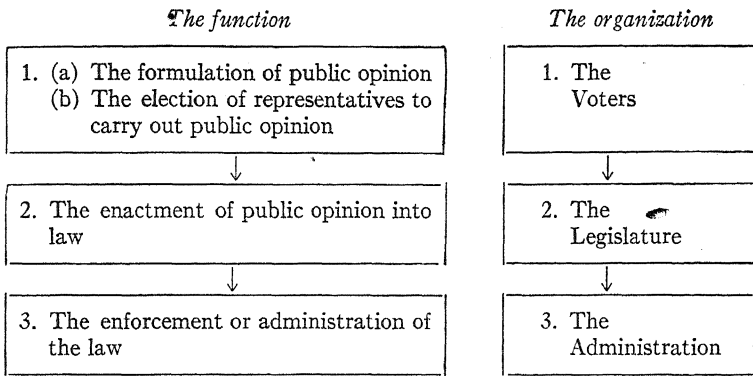 The function
1. (a) The formulation of public opinion
(b) The election of representatives to
carry out public opinion
2. The enactment of public opinion into
law
3. The enforcement or administration of
the law
The organization
1. The
Voters
2. The
Legislature
3. The
Administration